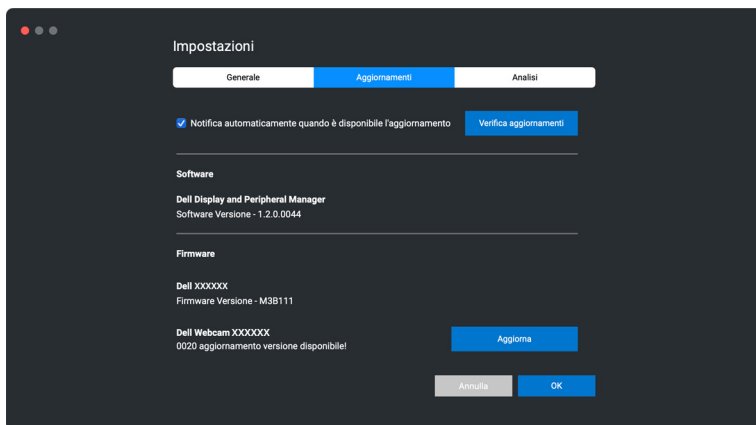 Impostazioni
Generale Aggiornamenti Analisi
Notifica automaticamente quando è disponibile l'aggiornamento Verifica aggiornamenti
Software
Dell Display and Peripheral Manager
Software Versione - 1.2.0.0044
Firmware
Dell XXXXXX
Firmware Versione - M3B111
Dell Webcam XXXXXX
0020 aggiornamento versione disponibile!
Aggiorna
Annulla OK